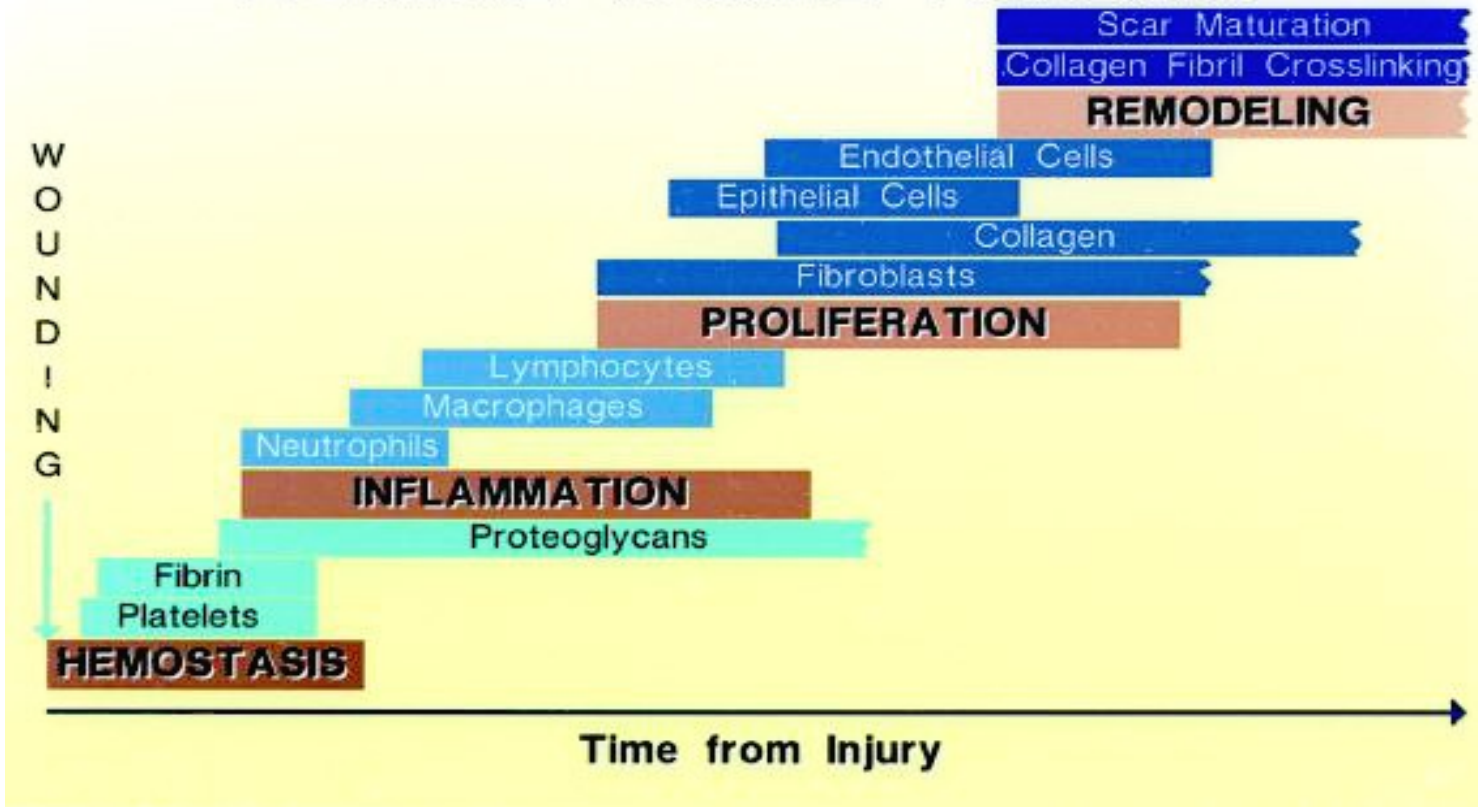 Scar Maturation
Collagen Fibril Crosslinking
REMODELING
WOUNDING
Endothelial Cells
Epithelial Cells
Collagen
Fibroblasts
PROLIFERATION
Lymphocytes
Macrophages
Neutrophils
INFLAMMATION
Proteoglycans
Fibrin
Platelets
HEMOSTASIS
Time from Injury